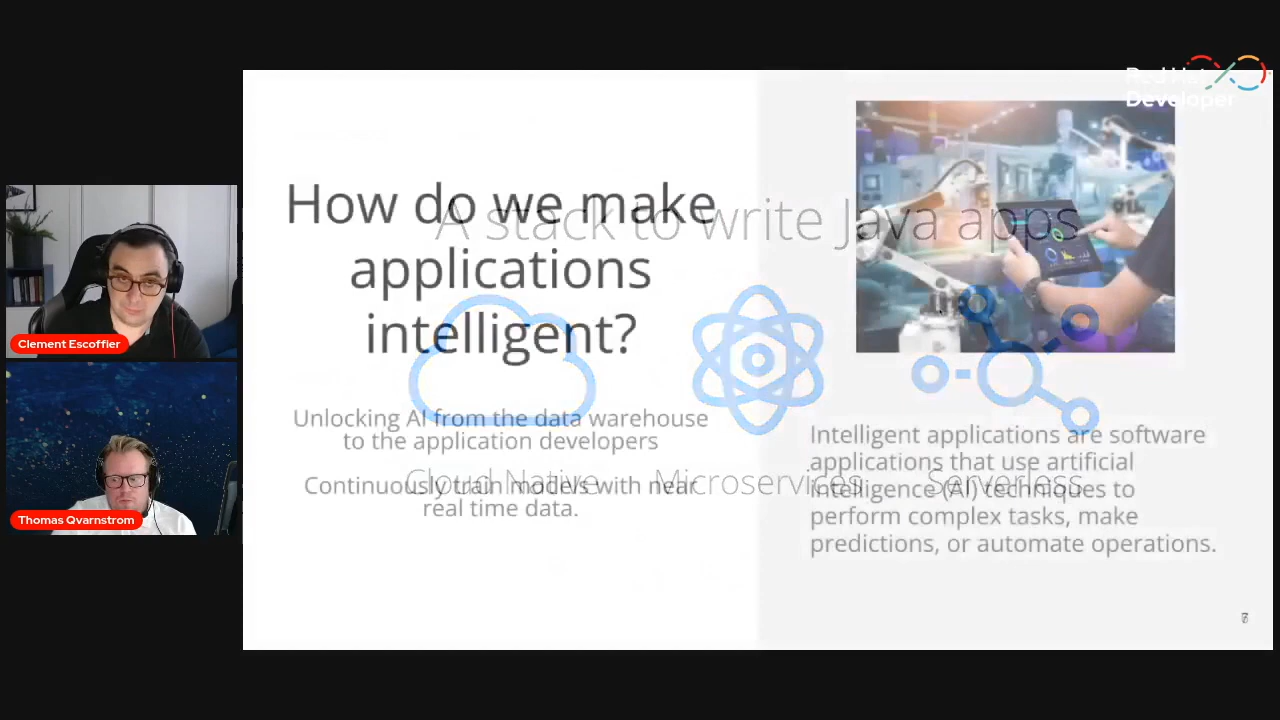 Red Hat
Developer
How do we make
applications
intelligent?
A stack to write Java apps
Unlocking AI from the data warehouse
to the application developers
Continuously train models with near
real time data.
Cloud Native
Microservices
Serverless
Intelligent applications are software
applications that use artificial
intelligence (AI) techniques to
perform complex tasks, make
predictions, or automate operations.
Clement Escoffier
Thomas Qvarnstrom